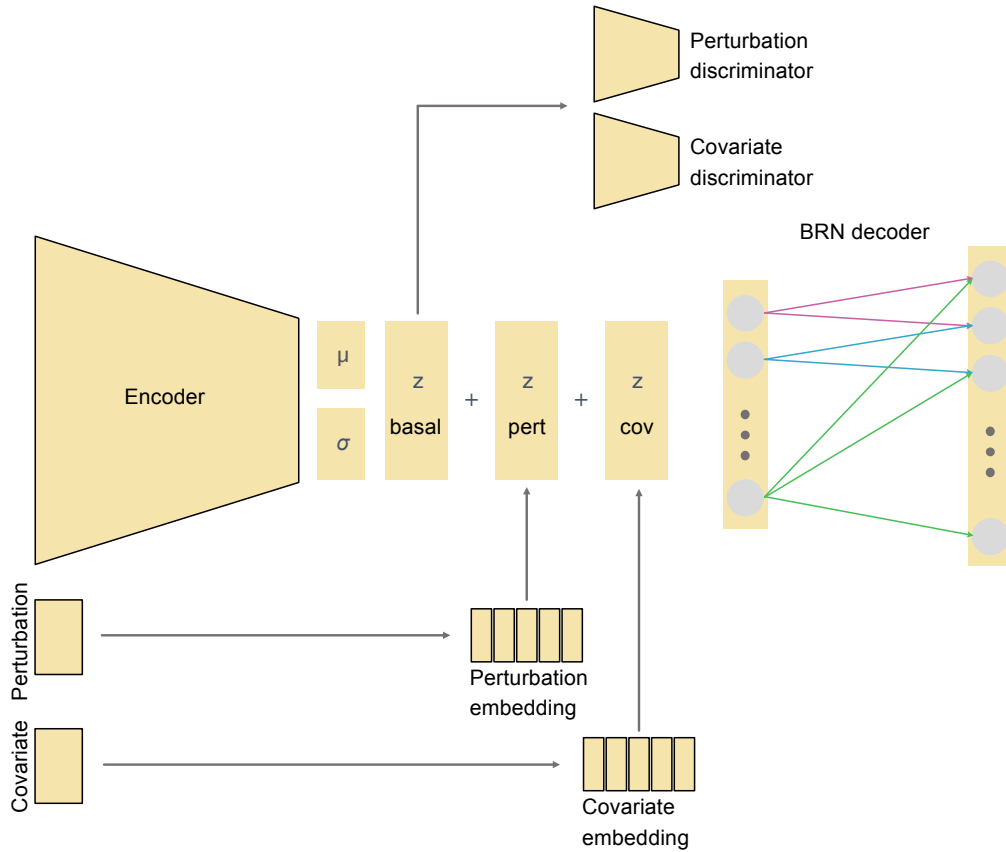 Perturbation
discriminator
Covariate
discriminator
BRN decoder
Encoder
μ
σ
z
basal
+
z
pert
+
z
cov
Perturbation
Perturbation
embedding
Covariate
Covariate
embedding